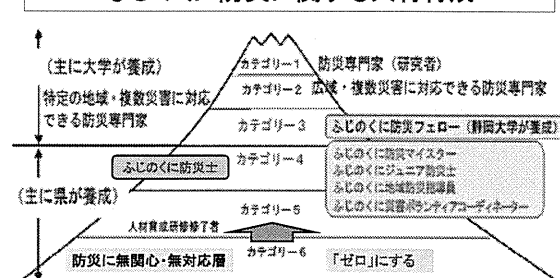 (主に大学が養成)
特定の地域・複数災害に対応
できる防災専門家
カテゴリー1 防災専門家(研究者)
カテゴリー2 広域・複数災害に対応できる防災専門家
カテゴリー3 ふじのくに防災フェロー(静岡大学が養成)
ふじのくに防災士 カテゴリー4
ふじのくに防災マイスター
ふじのくにジュニア防災士
ふじのくに地域防災指導員
ふじのくに災害ボランティアコーディネーター
(主に県が養成)
カテゴリー5
人材育成研修修了者
防災に無関心・無対応層 カテゴリー6 「ゼロ」にする